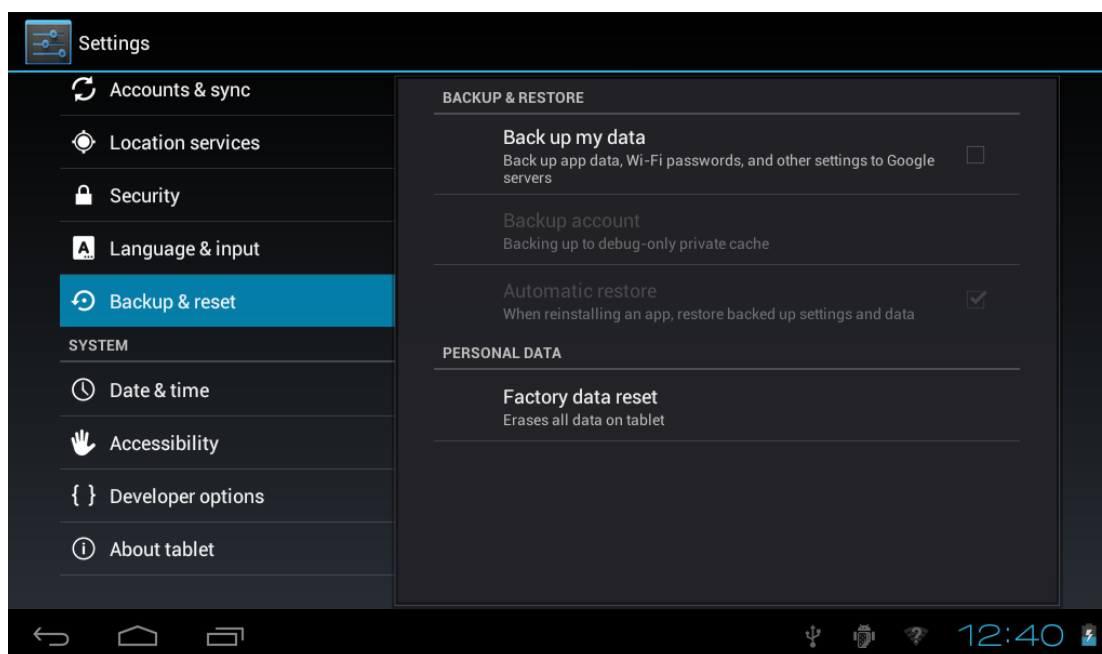 Settings
Accounts & sync
Location services
Security
Language & input
Backup & reset
SYSTEM
Date & time
Accessibility
{ } Developer options
About tablet
BACKUP & RESTORE
Back up my data
Back up app data, Wi-Fi passwords, and other settings to Google
servers
Backup account
Backing up to debug-only private cache
Automatic restore
When reinstalling an app, restore backed up settings and data
PERSONAL DATA
Factory data reset
Erases all data on tablet
12:40